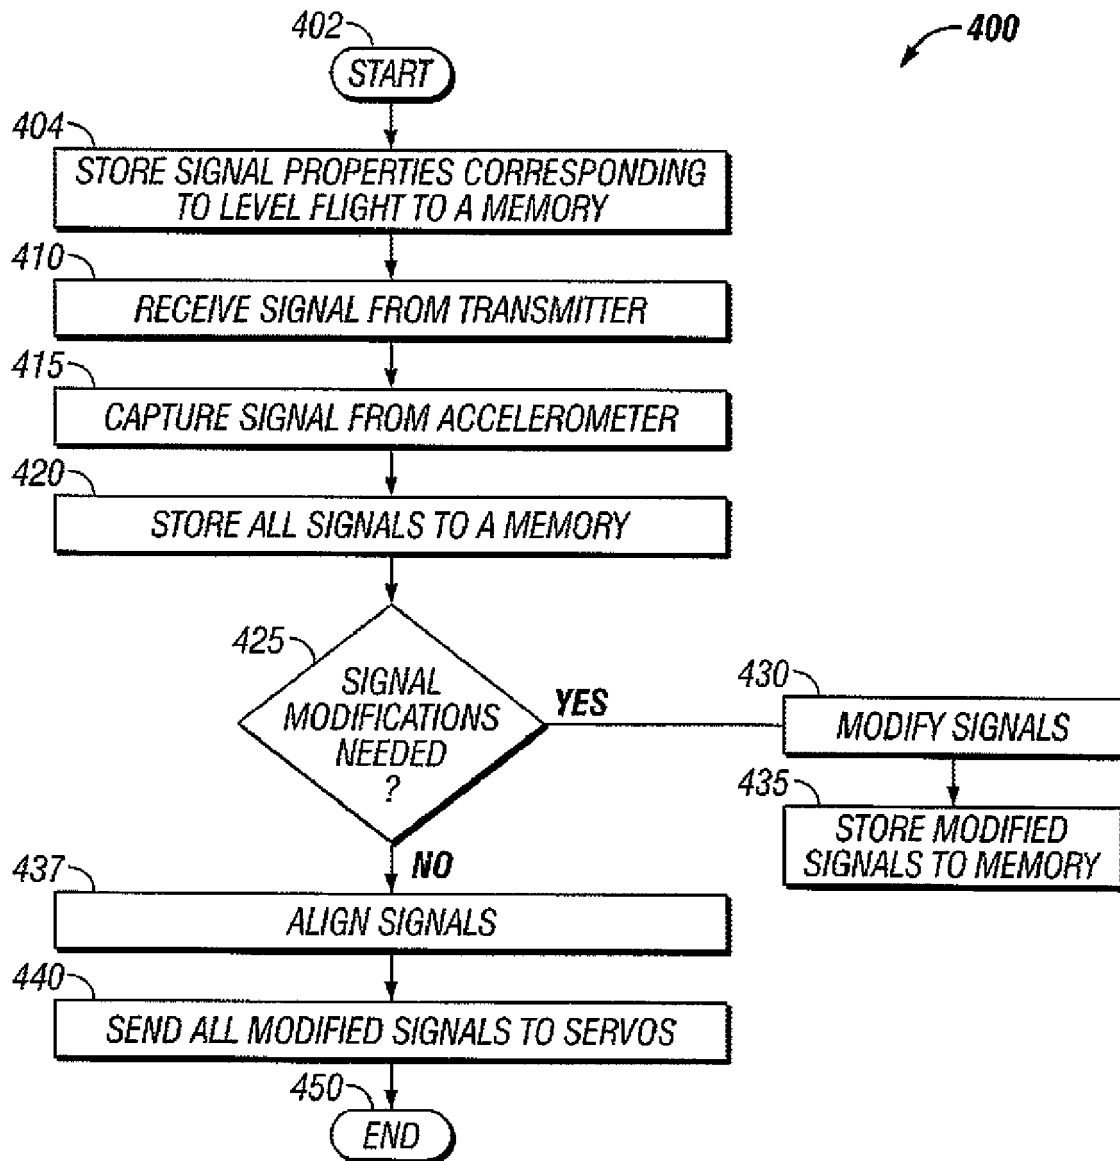 400
402
START
404
STORE SIGNAL PROPERTIES CORRESPONDING
TO LEVEL FLIGHT TO A MEMORY
410
RECEIVE SIGNAL FROM TRANSMITTER
415
CAPTURE SIGNAL FROM ACCELEROMETER
420
STORE ALL SIGNALS TO A MEMORY
425
SIGNAL
MODIFICATIONS
NEEDED
?
YES
430
MODIFY SIGNALS
435
STORE MODIFIED
SIGNALS TO MEMORY
NO
437
ALIGN SIGNALS
440
SEND ALL MODIFIED SIGNALS TO SERVOS
450
END